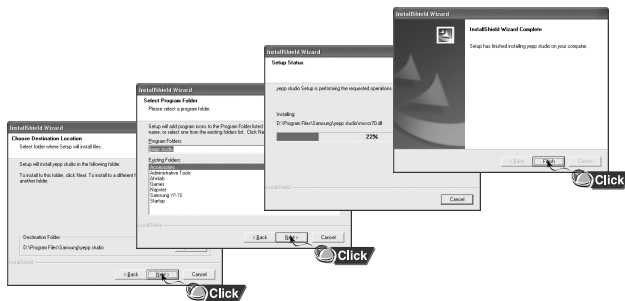 InstallShield Wizard
Choose Destination Location
Select folder where Setup will install files.
Setup will install yepp studio in the following folder.
To install to this folder, click Next. To install to a different f
another folder.
Destination Folder
D:\Program Files\Samsung\yepp studio
InstallShield
< Back
Next >
Cancel
Click
InstallShield Wizard
Select Program Folder
Please select a program folder.
Setup will add program icons to the Program Folder listed
name, or select one from the existing folders list. Click Ne
Program Folders:
yepp studio
Existing Folders:
Accessories
Administrative Tools
Ahnlab
Games
Napster
Samsung YP-T6
Startup
InstallShield
< Back
Next >
Cancel
Click
InstallShield Wizard
Setup Status
yepp studio Setup is performing the requested operations.
Installing:
D:\Program Files\Samsung\yepp studio\msvcr70.dll
22%
InstallShield
Cancel
InstallShield Wizard
InstallShield Wizard Complete
Setup has finished installing yepp studio on your computer.
< Back
Finish
Cancel
Click